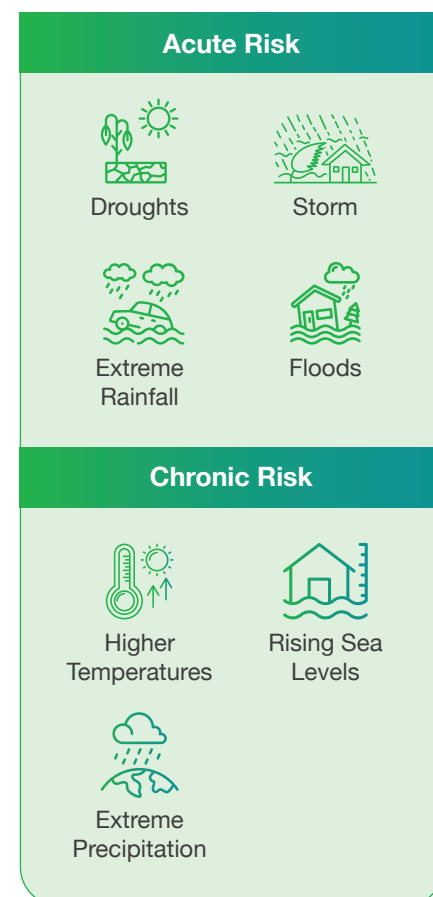 Acute Risk
Droughts
Storm
Extreme
Rainfall
Floods
Chronic Risk
Higher
Temperatures
Rising Sea
Levels
Extreme
Precipitation